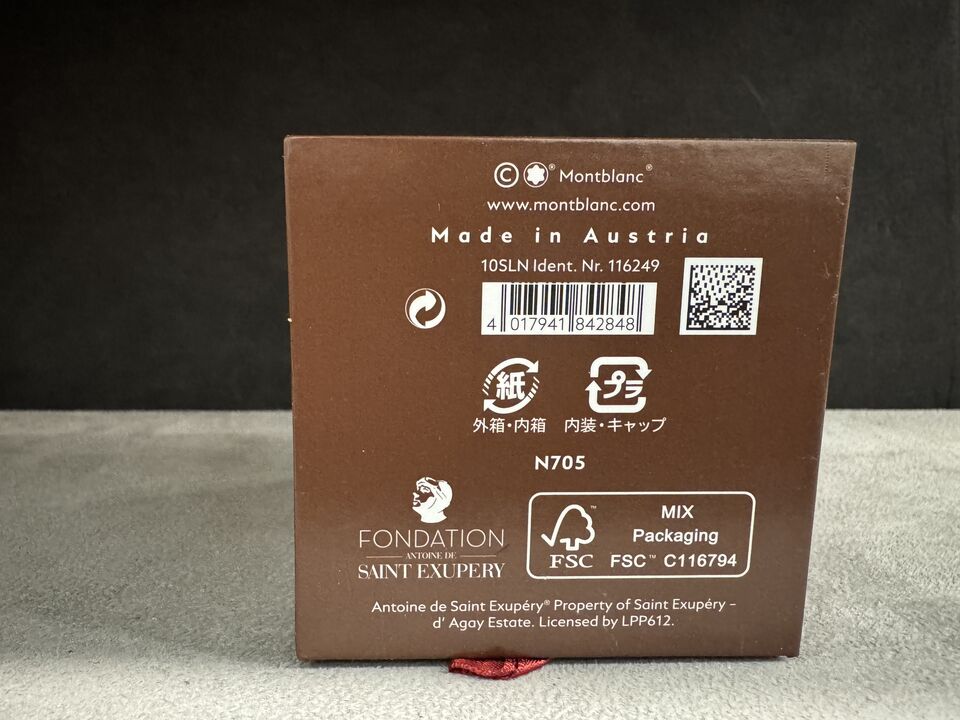 © ® Montblanc®
www.montblanc.com
Made in Austria
10SLN Ident. Nr. 116249
4 017941 842848
紙 プラ
外箱・内箱 内装・キャップ
N705
FONDATION
ANTOINE DE
SAINT EXUPERY
FSC™
MIX
Packaging
FSC™ C116794
Antoine de Saint Exupéry® Property of Saint Exupéry –
d' Agay Estate. Licensed by LPP612.